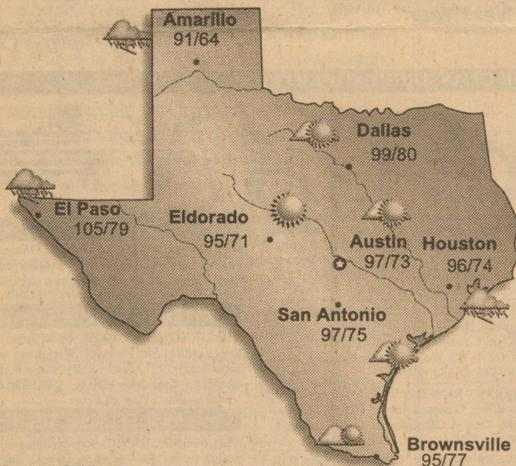 Amarillo
91/64
Dallas
99/80
El Paso
105/79
Eldorado
95/71
Austin
97/73
Houston
96/74
San Antonio
97/75
Brownsville
95/77